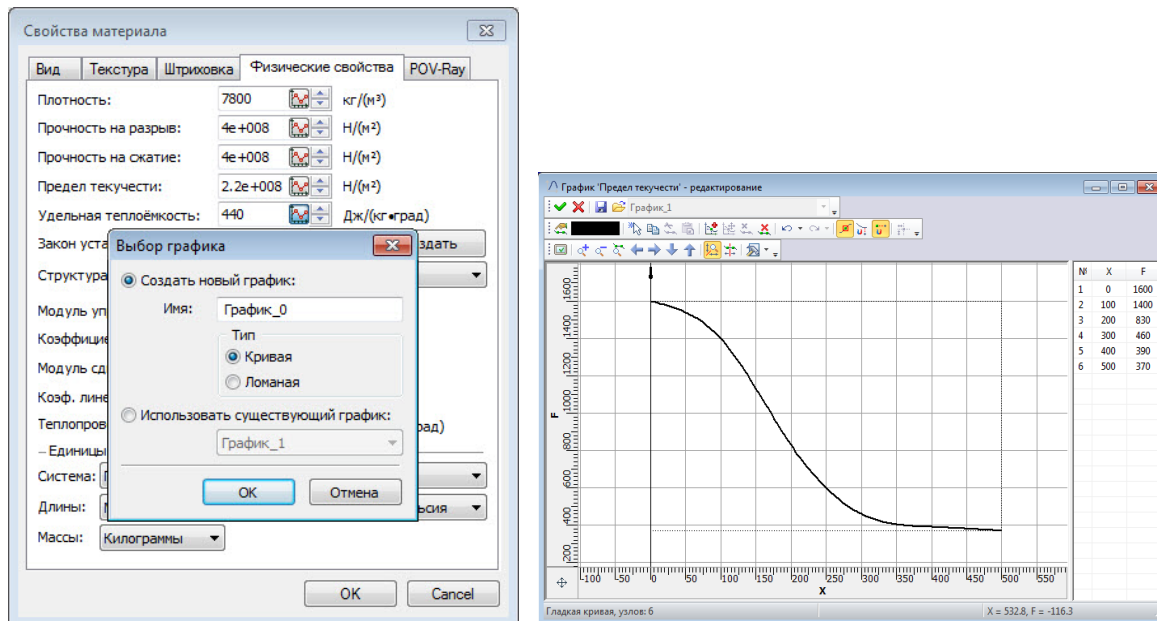 Свойства материала
Вид Текстура Штриховка Физические свойства POV-Ray
Плотность: 7800 кг/(м³)
Прочность на разрыв: 4e+008 Н/(м²)
Прочность на сжатие: 4e+008 Н/(м²)
Предел текучести: 2.2e+008 Н/(м²)
Удельная теплоёмкость: 440 Дж/(кг•град)
Закон уста
здать
Структура
Модуль уп
Коэффицие
Модуль сд
Коэф. лине
Теплопров
рад)
Единицы
Система:
Длины:
ьсия
Массы: Килограммы
OK Cancel
Выбор графика
Создать новый график:
Имя: График_0
Тип
Кривая
Ломаная
Использовать существующий график:
График_1
OK Отмена
График 'Предел текучести' - редактирование
График_1
1600
1400
1200
1000
800
600
400
200
F
-100 -50 0 50 100 150 200 250 300 350 400 450 500 550
X
X F
1 0 1600
2 100 1400
3 200 830
4 300 460
5 400 390
6 500 370
Гладкая кривая, узлов: 6
X = 532.8, F = -116.3